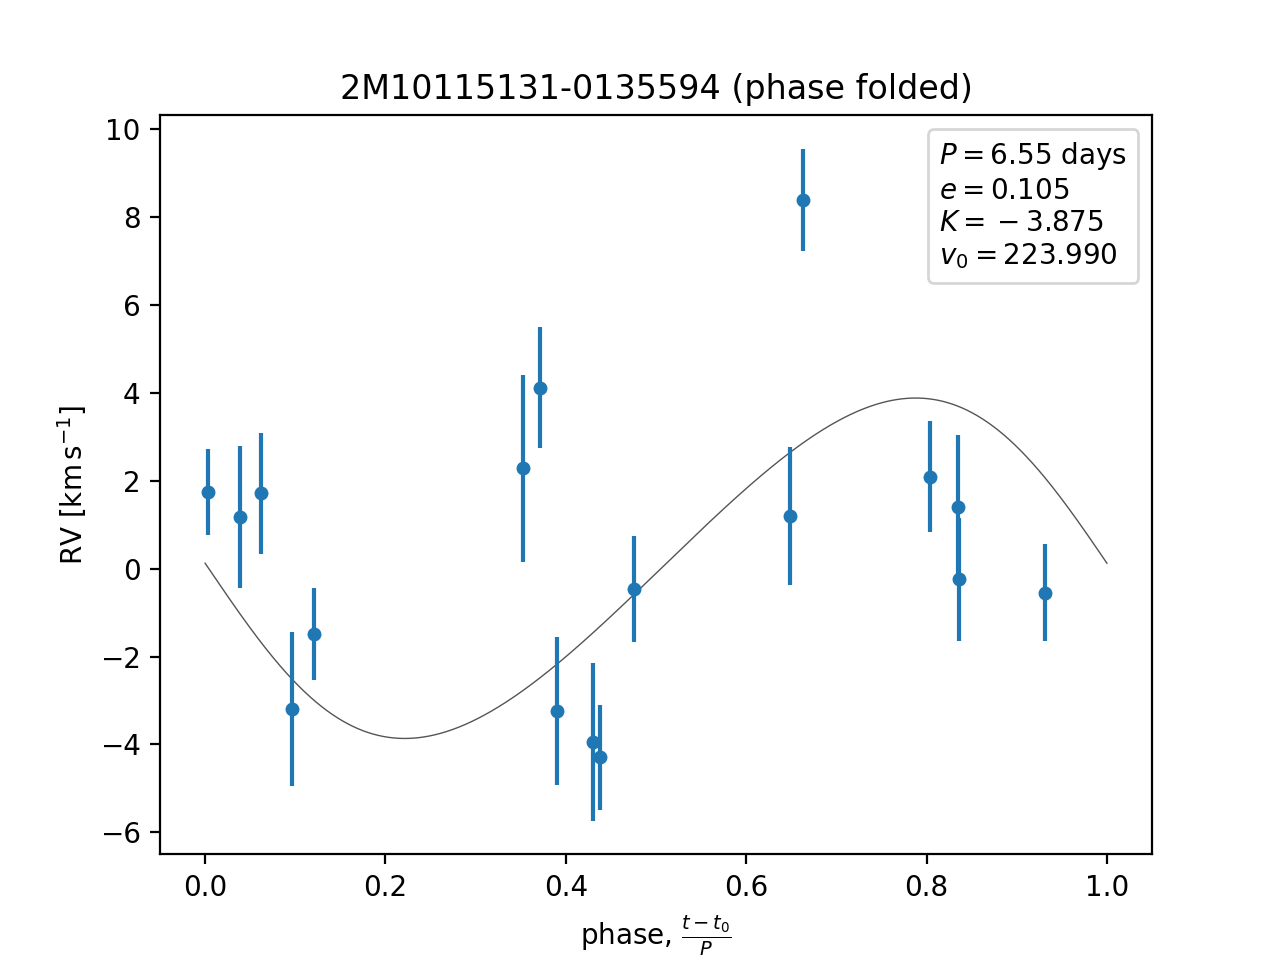 2M10115131-0135594 (phase folded)
P = 6.55 days
e = 0.105
K = −3.875
v₀ = 223.990
RV [km s⁻¹]
10
8
6
4
2
0
−2
−4
−6
0.0 0.2 0.4 0.6 0.8 1.0
phase, (t − t₀)/P